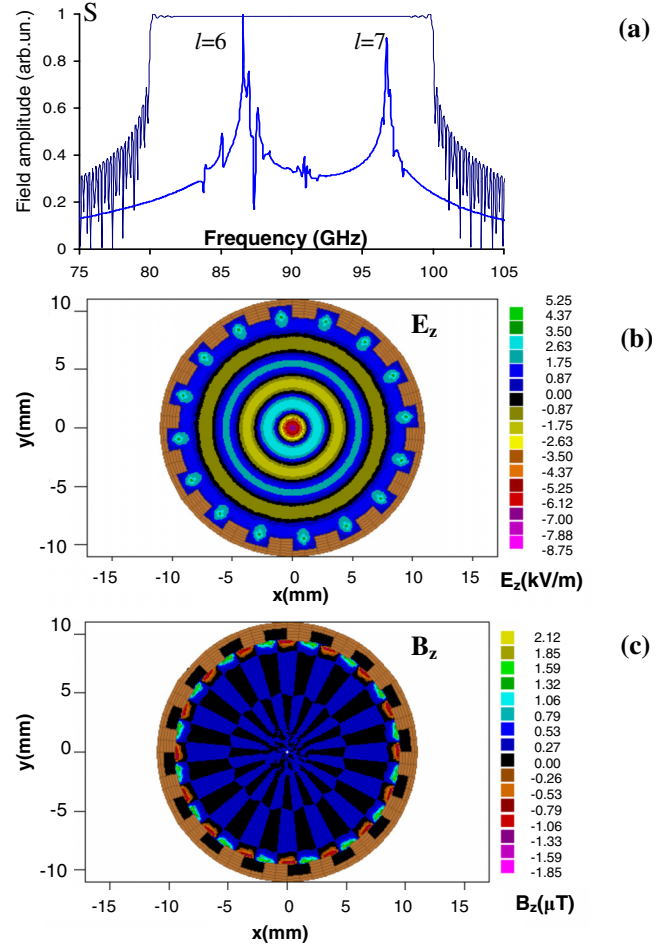 S
(a)
Field amplitude (arb.un.)
1
0.8
0.6
0.4
0.2
0
l=6
l=7
Frequency (GHz)
75 80 85 90 95 100 105
(b)
E_z
y(mm)
10
5
0
-5
-10
-15 -10 -5 0 5 10 15
x(mm)
5.25
4.37
3.50
2.63
1.75
0.87
0.00
-0.87
-1.75
-2.63
-3.50
-4.37
-5.25
-6.12
-7.00
-7.88
-8.75
E_z(kV/m)
(c)
B_z
y(mm)
10
5
0
-5
-10
-15 -10 -5 0 5 10 15
x(mm)
2.12
1.85
1.59
1.32
1.06
0.79
0.53
0.27
0.00
-0.26
-0.53
-0.79
-1.06
-1.33
-1.59
-1.85
B_z(μT)